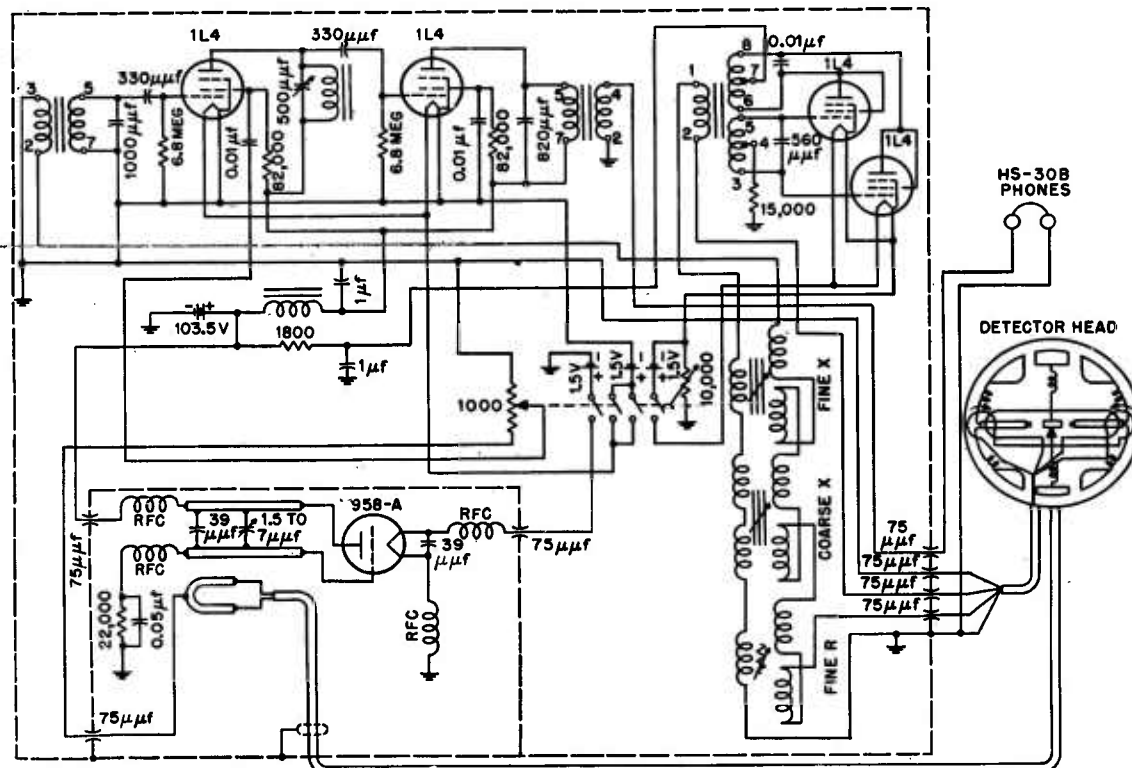 1L4
330μμf
1L4
330μμf
500μμf
1000μμf
6.8 MEG
0.01μf
82,000
6.8 MEG
0.01μf
82,000
820μμf
3
2
5
7
5
7
4
2
1
2
8
7
6
5
4
3
0.01μf
1L4
560
μμf
1L4
15,000
HS-30B
PHONES
1μf
- +
103.5V
1800
1μf
1000
1.5V
- +
1.5V
- +
1.5V
- +
10,000
FINE X
COARSE X
FINE R
DETECTOR HEAD
75
μμf
75μμf
75μμf
75μμf
RFC
39
μμf
1.5 TO
7μμf
958-A
RFC
39
μμf
75μμf
75μμf
RFC
22,000
0.05μf
RFC
75μμf